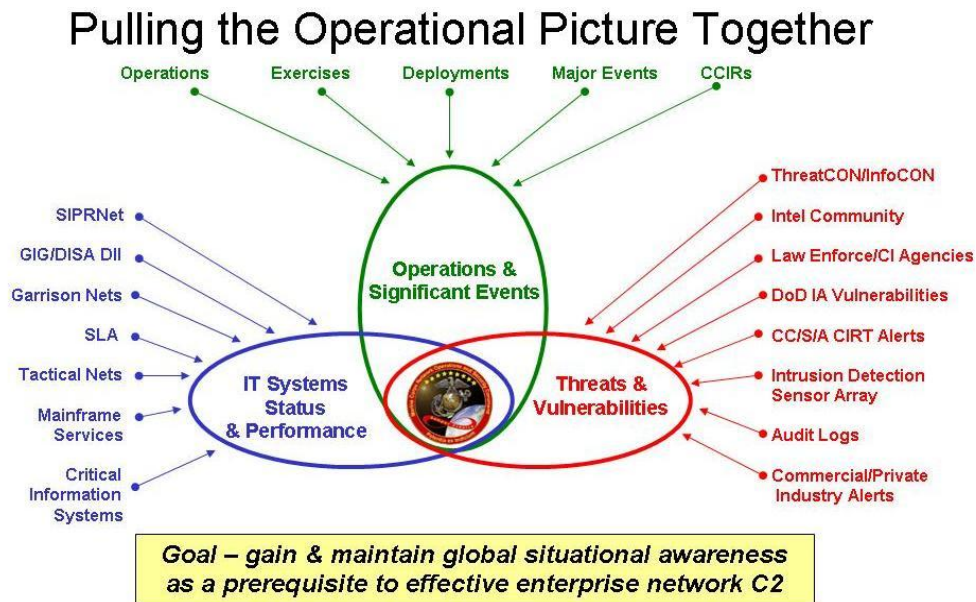 Pulling the Operational Picture Together
Operations
Exercises
Deployments
Major Events
CCIRs
SIPRNet
GIG/DISA DII
Garrison Nets
SLA
Tactical Nets
Mainframe
Services
Critical
Information
Systems
Operations &
Significant Events
IT Systems
Status
& Performance
Threats &
Vulnerabilities
ThreatCON/InfoCON
Intel Community
Law Enforce/CI Agencies
DoD IA Vulnerabilities
CC/S/A CIRT Alerts
Intrusion Detection
Sensor Array
Audit Logs
Commercial/Private
Industry Alerts
Goal – gain & maintain global situational awareness
as a prerequisite to effective enterprise network C2